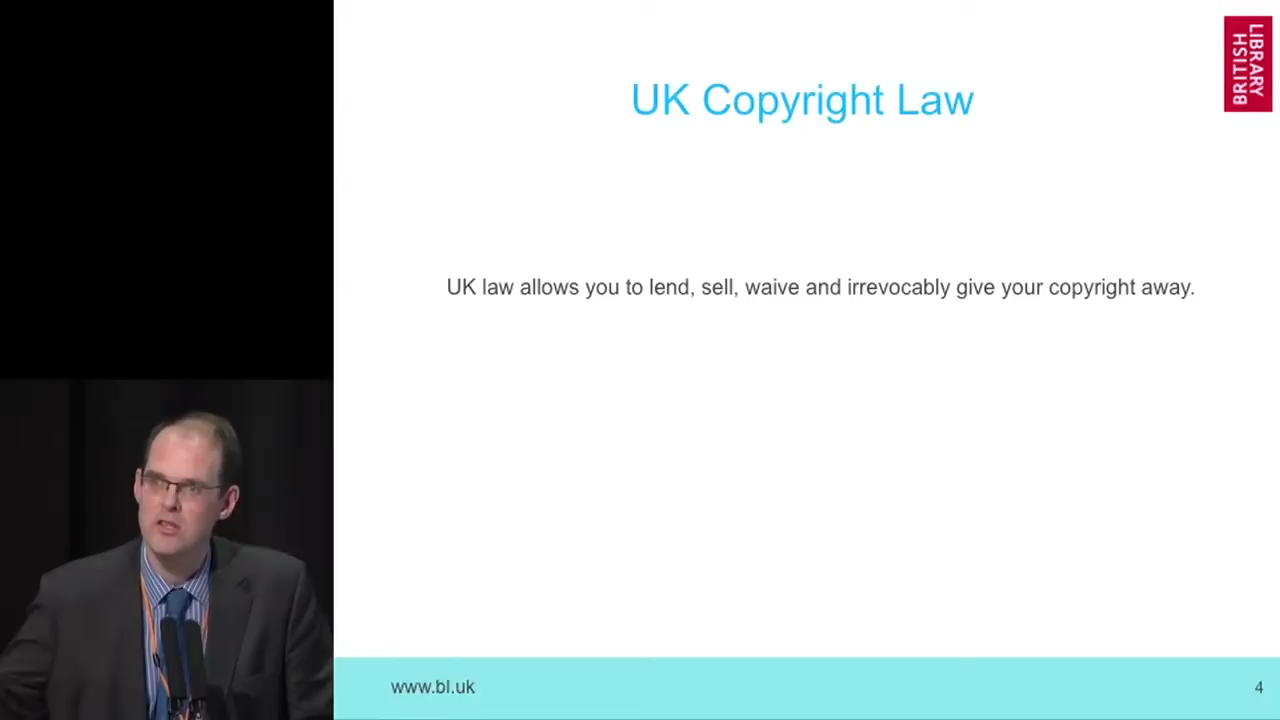 UK Copyright Law
LIBRARY
BRITISH
UK law allows you to lend, sell, waive and irrevocably give your copyright away.
www.bl.uk
4